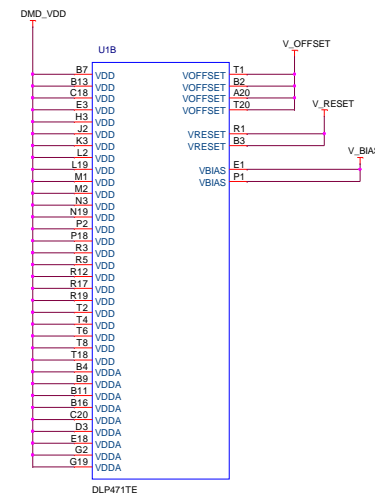 DMD_VDD
U1B
V_OFFSET
B7 VDD VOFFSET T1
B13 VDD VOFFSET B2
C18 VDD VOFFSET A20
E3 VDD VOFFSET T20
V_RESET
H3 VDD
J2 VDD VRESET R1
K3 VDD VRESET B3
V_BIAS
L2 VDD
L19 VDD VBIAS E1
M1 VDD VBIAS P1
M2 VDD
N3 VDD
N19 VDD
P2 VDD
P18 VDD
R3 VDD
R5 VDD
R12 VDD
R17 VDD
R19 VDD
T2 VDD
T4 VDD
T6 VDD
T8 VDD
T18 VDD
B4 VDDA
B9 VDDA
B11 VDDA
B16 VDDA
C20 VDDA
D3 VDDA
E18 VDDA
G2 VDDA
G19 VDDA
DLP471TE